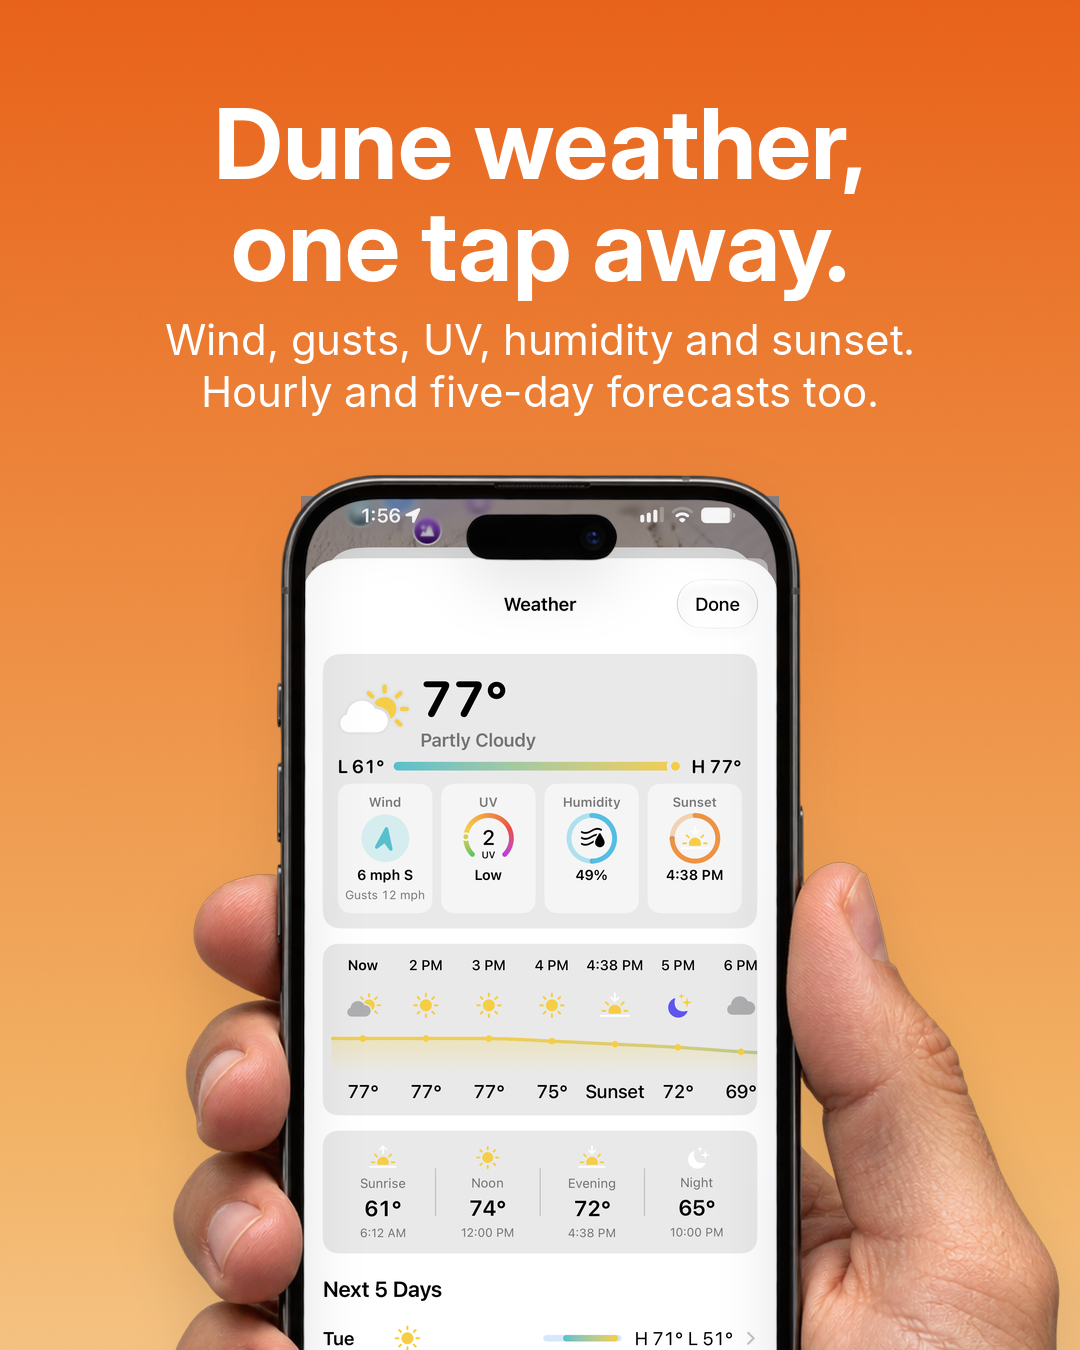 Dune weather,
one tap away.
Wind, gusts, UV, humidity and sunset.
Hourly and five-day forecasts too.
1:56
Weather
Done
77°
Partly Cloudy
L 61°
H 77°
Wind
UV
Humidity
Sunset
2
UV
6 mph S
Low
49%
4:38 PM
Gusts 12 mph
Now
2 PM
3 PM
4 PM
4:38 PM
5 PM
6 PM
77°
77°
77°
75°
Sunset
72°
69°
Sunrise
Noon
Evening
Night
61°
74°
72°
65°
6:12 AM
12:00 PM
4:38 PM
10:00 PM
Next 5 Days
Tue
H 71° L 51°